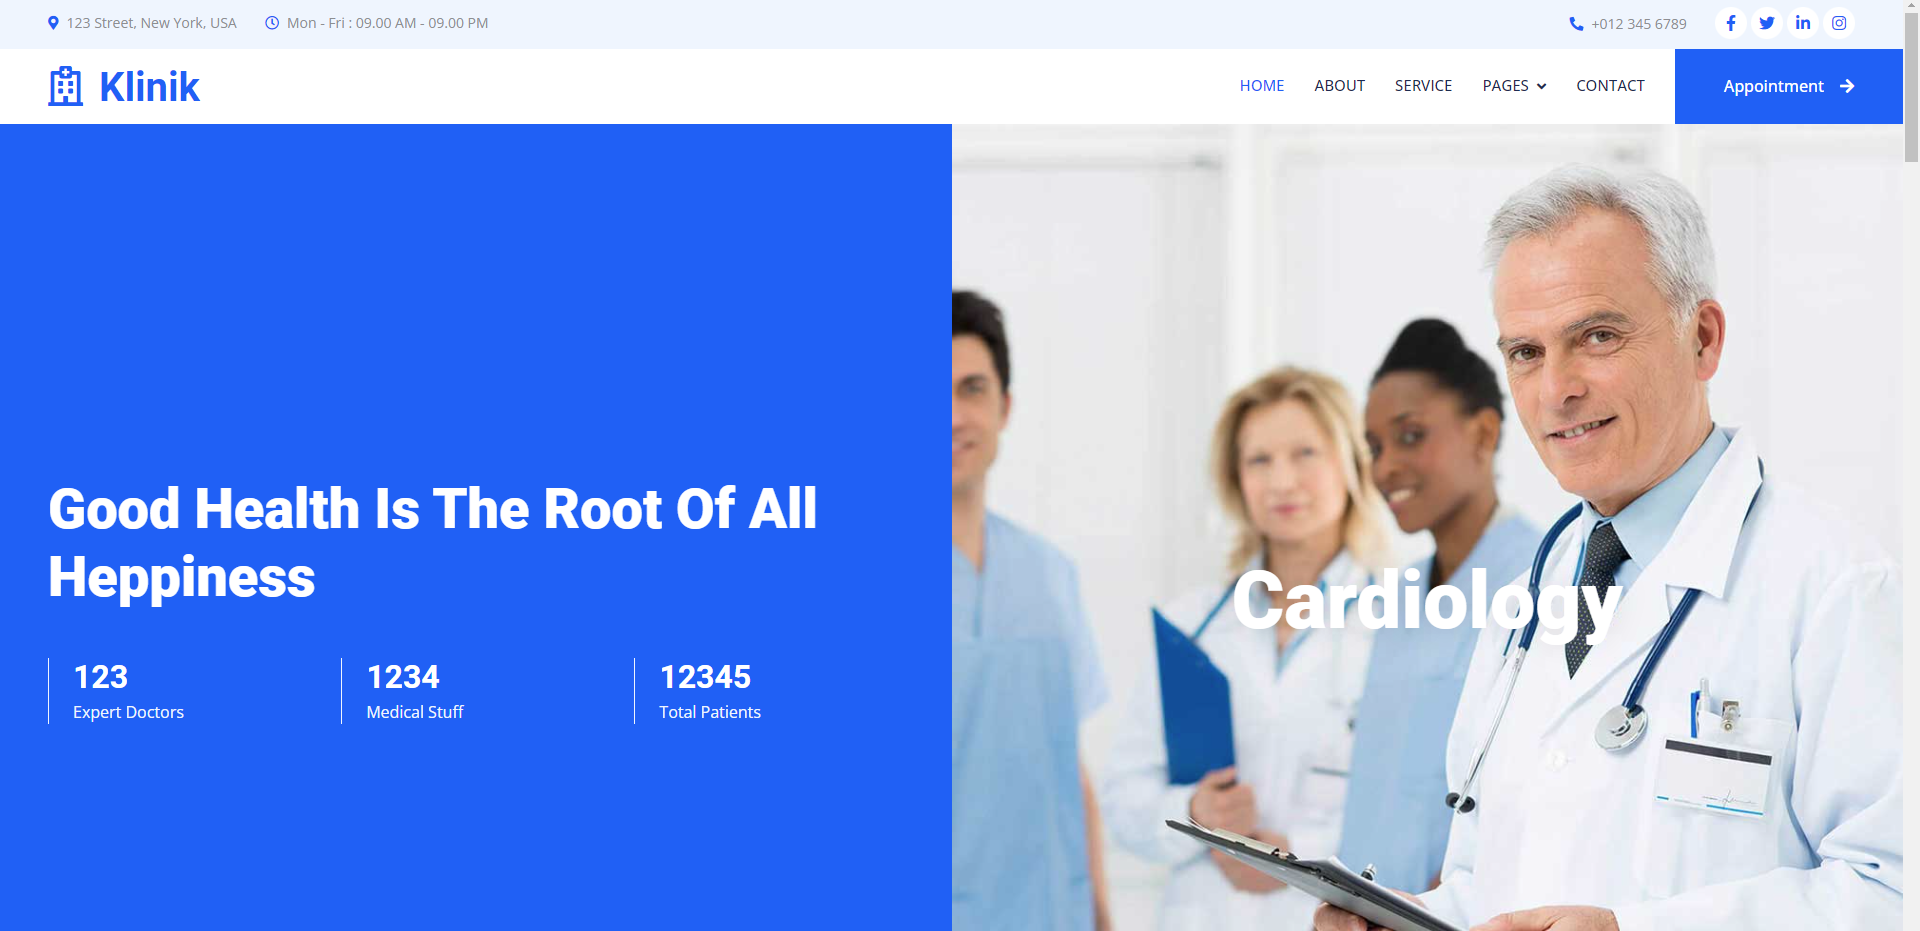 123 Street, New York, USA
Mon - Fri : 09.00 AM - 09.00 PM
+012 345 6789
Klinik
HOME
ABOUT
SERVICE
PAGES
CONTACT
Appointment
Good Health Is The Root Of All
Heppiness
123
Expert Doctors
1234
Medical Stuff
12345
Total Patients
Cardiology